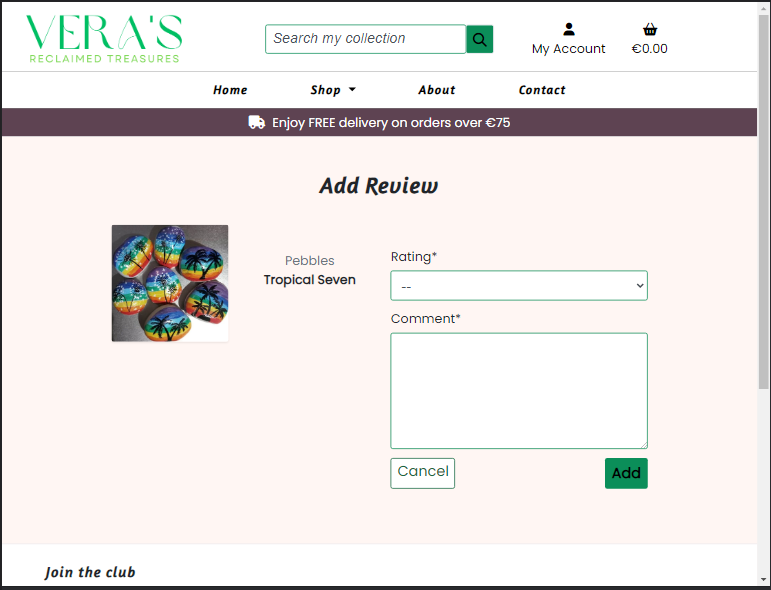 VERA'S
RECLAIMED TREASURES
Search my collection
My Account
€0.00
Home
Shop
About
Contact
Enjoy FREE delivery on orders over €75
Add Review
Pebbles
Tropical Seven
Rating*
--
Comment*
Cancel
Add
Join the club